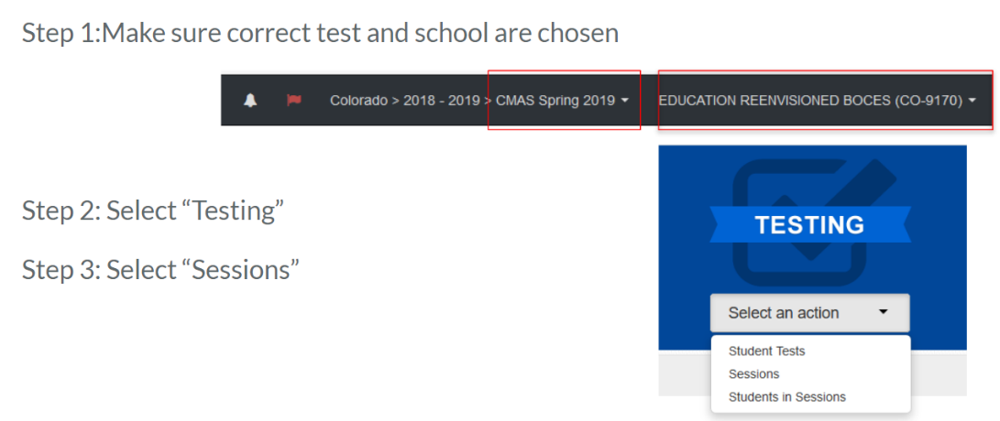 Step 1:Make sure correct test and school are chosen
Colorado > 2018 - 2019 > CMAS Spring 2019 EDUCATION REENVISIONED BOCES (CO-9170)
Step 2: Select “Testing”
TESTING
Step 3: Select “Sessions”
Select an action
Student Tests
Sessions
Students in Sessions